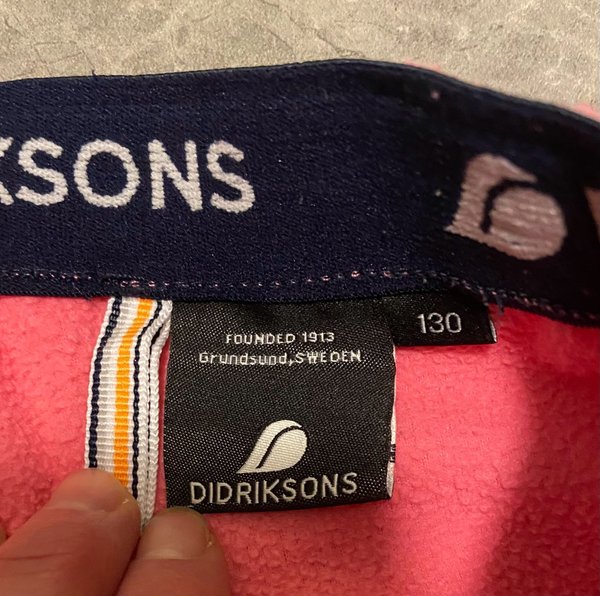 KSONS
130
FOUNDED 1913
Grundsund, SWEDEN
DIDRIKSONS